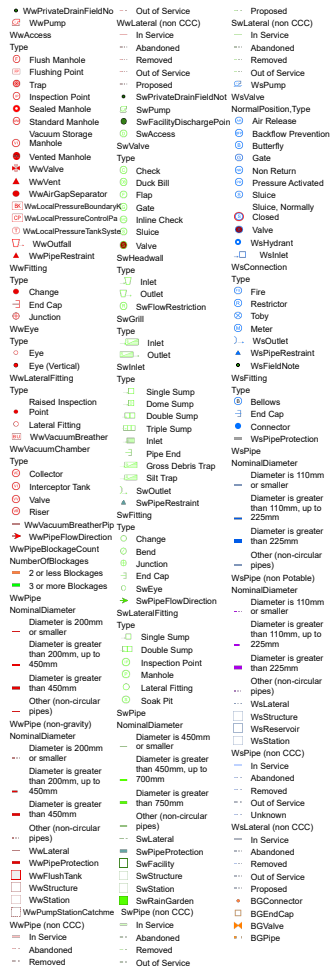 WwPrivateDrainFieldNo
WwPump
WwAccess
Type
Flush Manhole
Flushing Point
Trap
Inspection Point
Sealed Manhole
Standard Manhole
Vacuum Storage
Manhole
Vented Manhole
WwValve
WwVent
WwAirGapSeparator
BK WwLocalPressureBoundaryK
CP WwLocalPressureControlPa
WwLocalPressureTankSyste
WwOutfall
WwPipeRestraint
WwFitting
Type
Change
End Cap
Junction
WwEye
Type
Eye
Eye (Vertical)
WwLateralFitting
Type
Raised Inspection
Point
Lateral Fitting
WwVacuumBreather
WwVacuumChamber
Type
Collector
Interceptor Tank
Valve
Riser
WwVacuumBreatherPip
WwPipeFlowDirection
WwPipeBlockageCount
NumberOfBlockages
2 or less Blockages
3 or more Blockages
WwPipe
NominalDiameter
Diameter is 200mm
or smaller
Diameter is greater
than 200mm, up to
450mm
Diameter is greater
than 450mm
Other (non-circular
pipes)
WwPipe (non-gravity)
NominalDiameter
Diameter is 200mm
or smaller
Diameter is greater
than 200mm, up to
450mm
Diameter is greater
than 450mm
Other (non-circular
pipes)
WwLateral
WwPipeProtection
WwFlushTank
WwStructure
WwStation
WwPumpStationCatchme
WwPipe (non CCC)
In Service
Abandoned
Removed
Out of Service
WwLateral (non CCC)
In Service
Abandoned
Removed
Out of Service
Proposed
SwPrivateDrainFieldNot
SwPump
SwFacilityDischargePoin
SwAccess
SwValve
Type
Check
Duck Bill
Flap
Gate
Inline Check
Sluice
Valve
SwHeadwall
Type
Inlet
Outlet
SwFlowRestriction
SwGrill
Type
Inlet
Outlet
SwInlet
Type
Single Sump
Dome Sump
Double Sump
Triple Sump
Inlet
Pipe End
Gross Debris Trap
Silt Trap
SwOutlet
SwPipeRestraint
SwFitting
Type
Change
Bend
Junction
End Cap
SwEye
SwPipeFlowDirection
SwLateralFitting
Type
Single Sump
Double Sump
Inspection Point
Manhole
Lateral Fitting
Soak Pit
SwPipe
NominalDiameter
Diameter is 450mm
or smaller
Diameter is greater
than 450mm, up to
700mm
Diameter is greater
than 750mm
Other (non-circular
pipes)
SwLateral
SwPipeProtection
SwFacility
SwStructure
SwStation
SwRainGarden
SwPipe (non CCC)
In Service
Abandoned
Removed
Out of Service
Proposed
SwLateral (non CCC)
In Service
Abandoned
Removed
Out of Service
Proposed
WsPump
WsValve
NormalPosition,Type
Air Release
Backflow Prevention
Butterfly
Gate
Non Return
Pressure Activated
Sluice
Sluice, Normally
Closed
Valve
WsHydrant
WsInlet
WsConnection
Type
Fire
Restrictor
Toby
Meter
WsOutlet
WsPipeRestraint
WsFieldNote
WsFitting
Type
Bellows
End Cap
Connector
WsPipeProtection
WsPipe
NominalDiameter
Diameter is 110mm
or smaller
Diameter is greater
than 110mm, up to
225mm
Diameter is greater
than 225mm
Other (non-circular
pipes)
WsPipe (non Potable)
NominalDiameter
Diameter is 110mm
or smaller
Diameter is greater
than 110mm, up to
225mm
Diameter is greater
than 225mm
Other (non-circular
pipes)
WsLateral
WsStructure
WsReservoir
WsStation
WsPipe (non CCC)
In Service
Abandoned
Removed
Out of Service
Unknown
WsLateral (non CCC)
In Service
Abandoned
Removed
Out of Service
Proposed
BGConnector
BGEndCap
BGValve
BGPipe